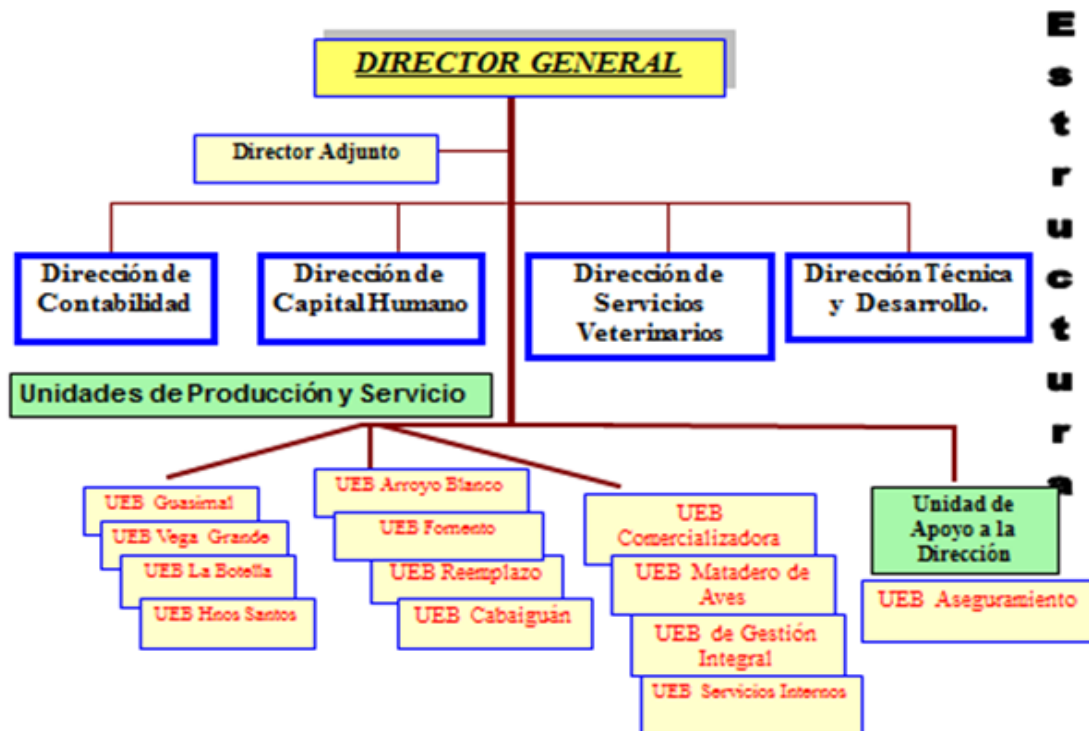 DIRECTOR GENERAL
Director Adjunto
Dirección de
Contabilidad
Dirección de
Capital Humano
Dirección de
Servicios
Veterinarios
Dirección Técnica
y Desarrollo.
Unidades de Producción y Servicio
UEB Guasimal
UEB Vega Grande
UEB La Botella
UEB Hnos Santos
UEB Arroyo Blanco
UEB Fomento
UEB Reemplazo
UEB Cabaiguán
UEB
Comercializadora
UEB Matadero de
Aves
UEB de Gestión
Integral
UEB Servicios Internos
Unidad de
Apoyo a la
Dirección
UEB Aseguramiento
Estructura